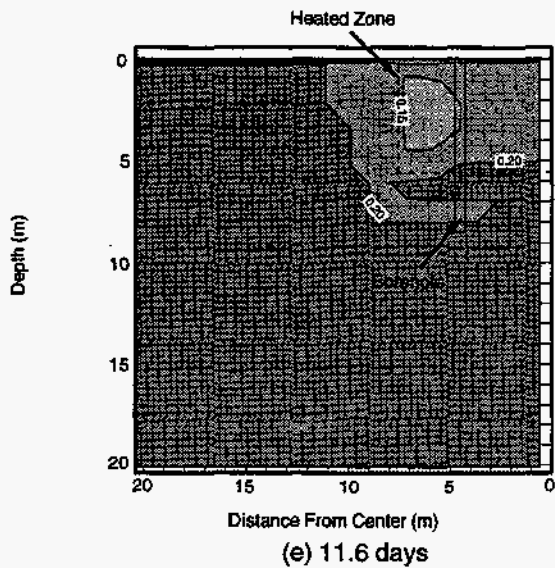 Heated Zone
0
0.15
5
0.20
0.20
Depth (m)
10
Borehole
15
20
20 15 10 5 0
Distance From Center (m)
(e) 11.6 days